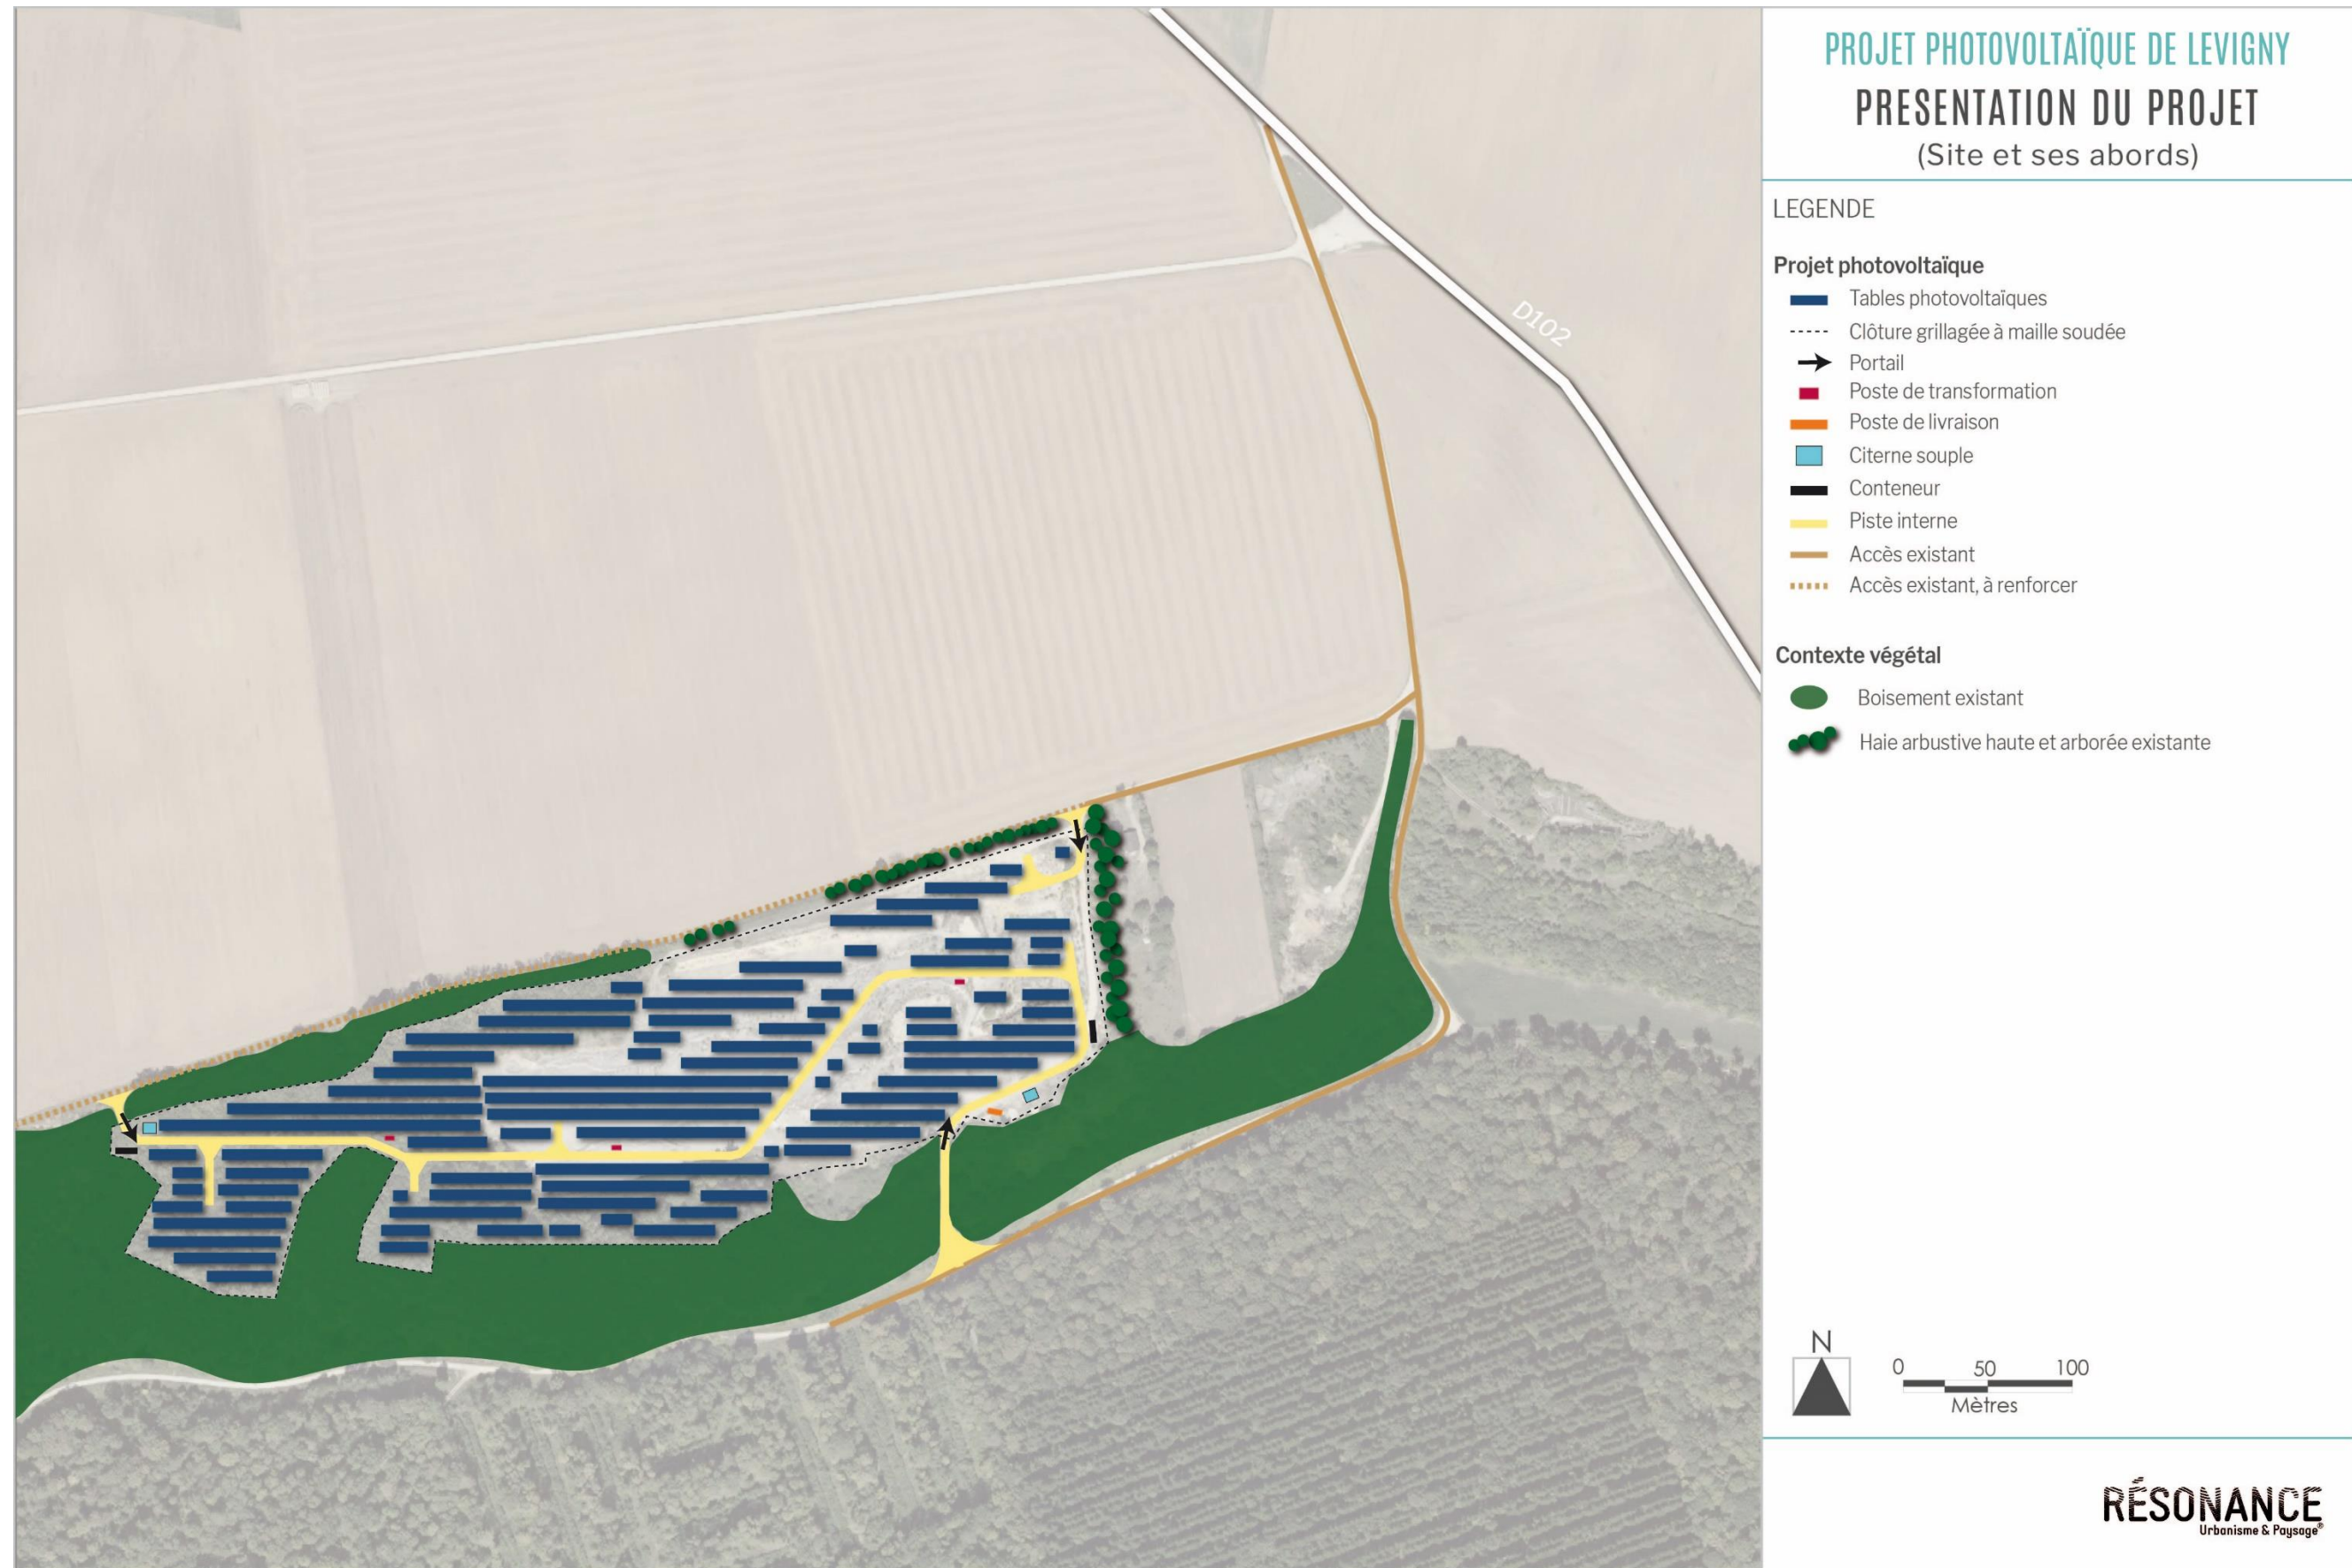 PROJET PHOTOVOLTAÏQUE DE LEVIGNY
PRESENTATION DU PROJET
(Site et ses abords)
LEGENDE
Projet photovoltaïque
Tables photovoltaïques
Clôture grillagée à maille soudée
Portail
Poste de transformation
Poste de livraison
Citerne souple
Conteneur
Piste interne
Accès existant
Accès existant, à renforcer
Contexte végétal
Boisement existant
Haie arbustive haute et arborée existante
D102
N
0 50 100
Mètres
RÉSONANCE
Urbanisme & Paysage®